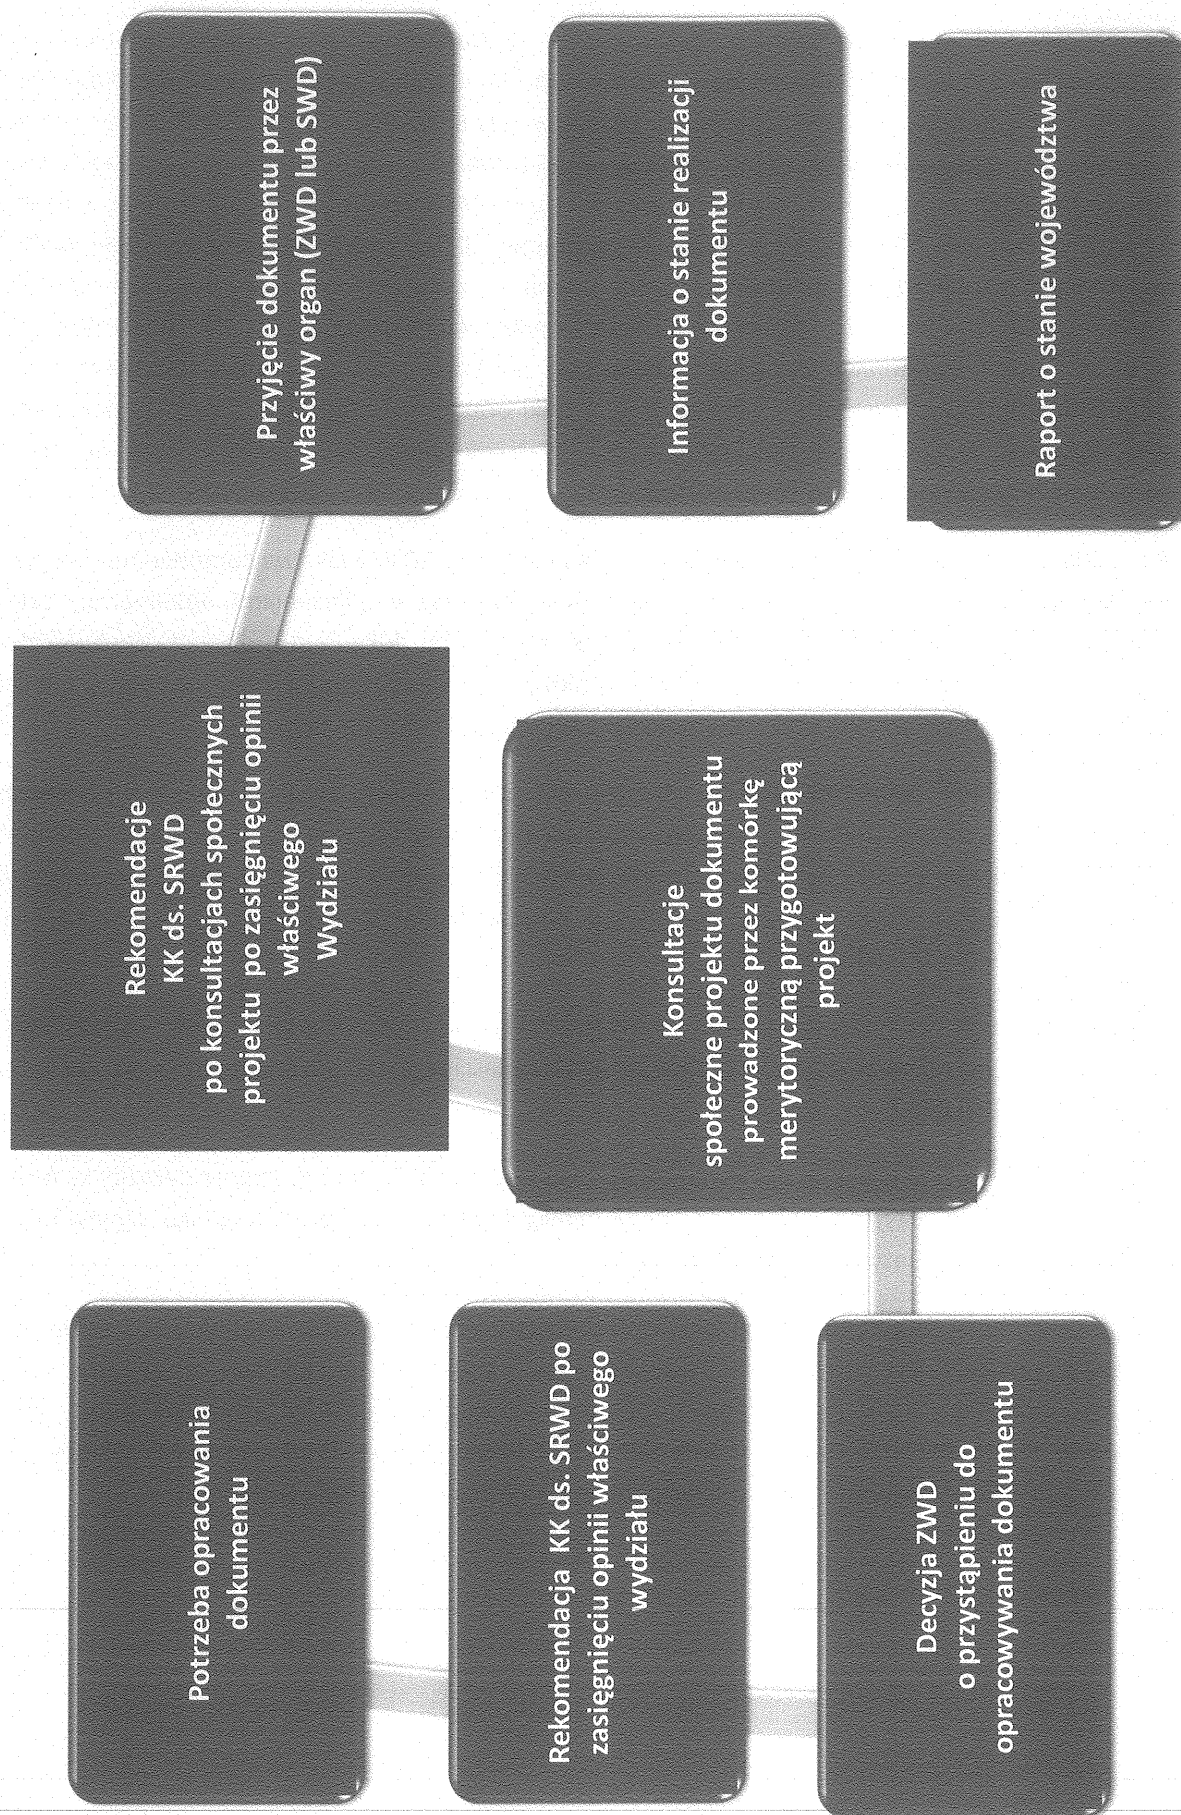 Potrzeba opracowania
dokumentu
Rekomendacja KK ds. SRWD po
zasięgnięciu opinii właściwego
wydziału
Decyzja ZWD
o przystąpieniu do
opracowywania dokumentu
Konsultacje
społeczne projektu dokumentu
prowadzone przez komórkę
merytoryczną przygotowującą
projekt
Rekomendacje
KK ds. SRWD
po konsultacjach społecznych
projektu po zasięgnięciu opinii
właściwego
Wydziału
Przyjęcie dokumentu przez
właściwy organ (ZWD lub SWD)
Informacja o stanie realizacji
dokumentu
Raport o stanie województwa